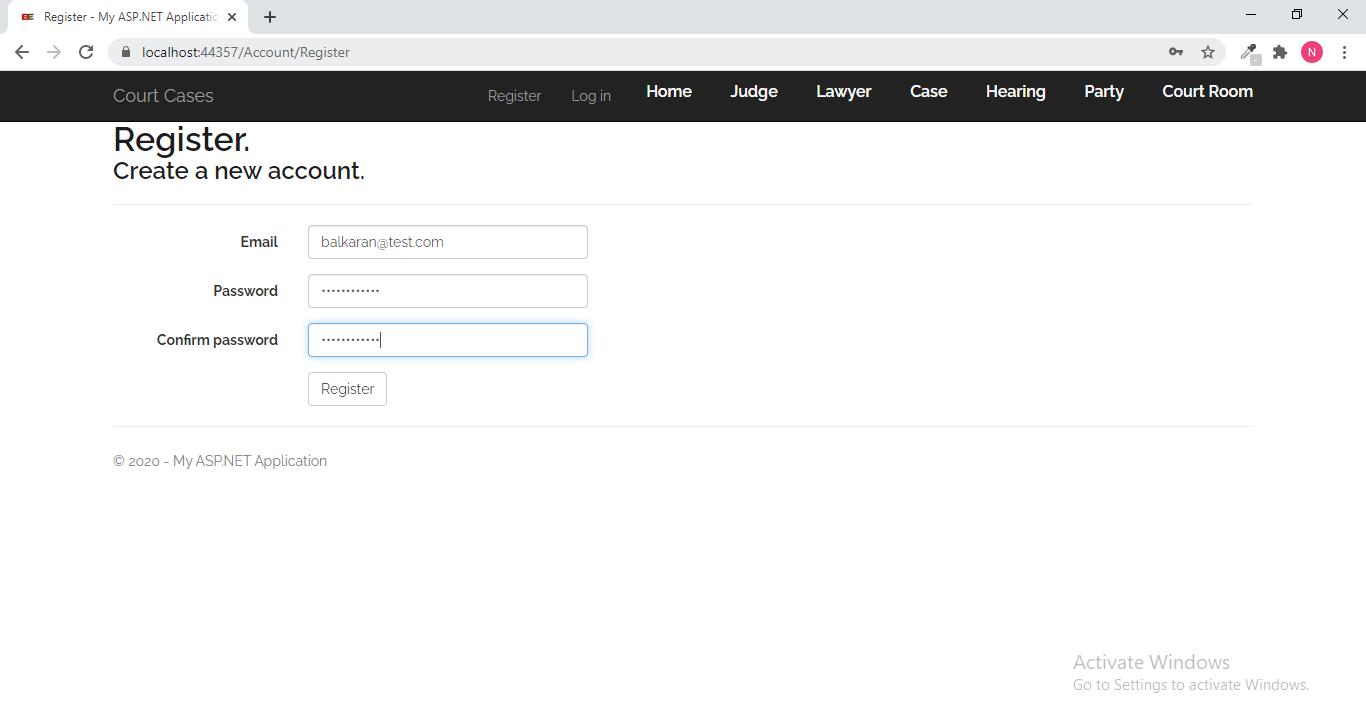 Register - My ASP.NET Applicatio
localhost:44357/Account/Register
N
Court Cases Register Log in Home Judge Lawyer Case Hearing Party Court Room
Register.
Create a new account.
Email balkaran@test.com
Password ••••••••••••
Confirm password ••••••••••••
Register
© 2020 - My ASP.NET Application
Activate Windows
Go to Settings to activate Windows.